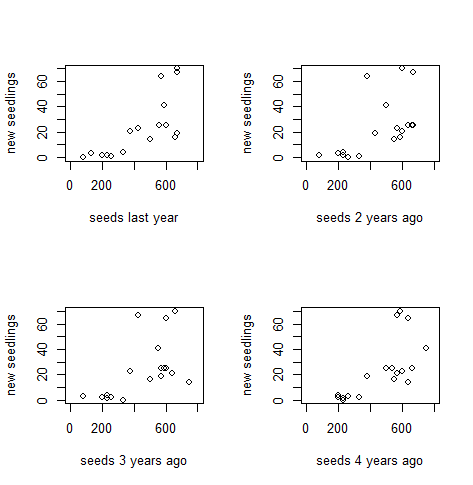 new seedlings
0 20 40 60
0 200 600
seeds last year
new seedlings
0 20 40 60
0 200 600
seeds 2 years ago
new seedlings
0 20 40 60
0 200 600
seeds 3 years ago
new seedlings
0 20 40 60
0 200 600
seeds 4 years ago